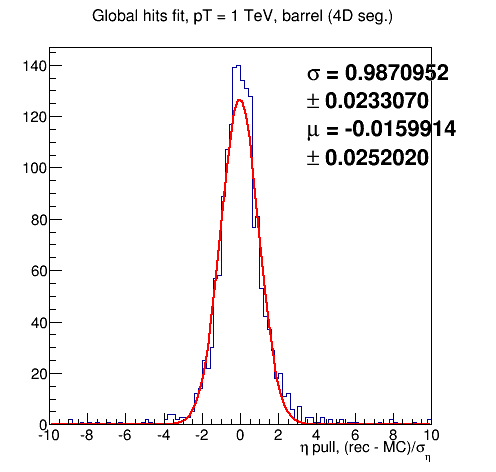 Global hits fit, pT = 1 TeV, barrel (4D seg.)
σ = 0.9870952
± 0.0233070
μ = -0.0159914
± 0.0252020
140
120
100
80
60
40
20
0
-10 -8 -6 -4 -2 0 2 4 6 8 10
η pull, (rec - MC)/σ_η